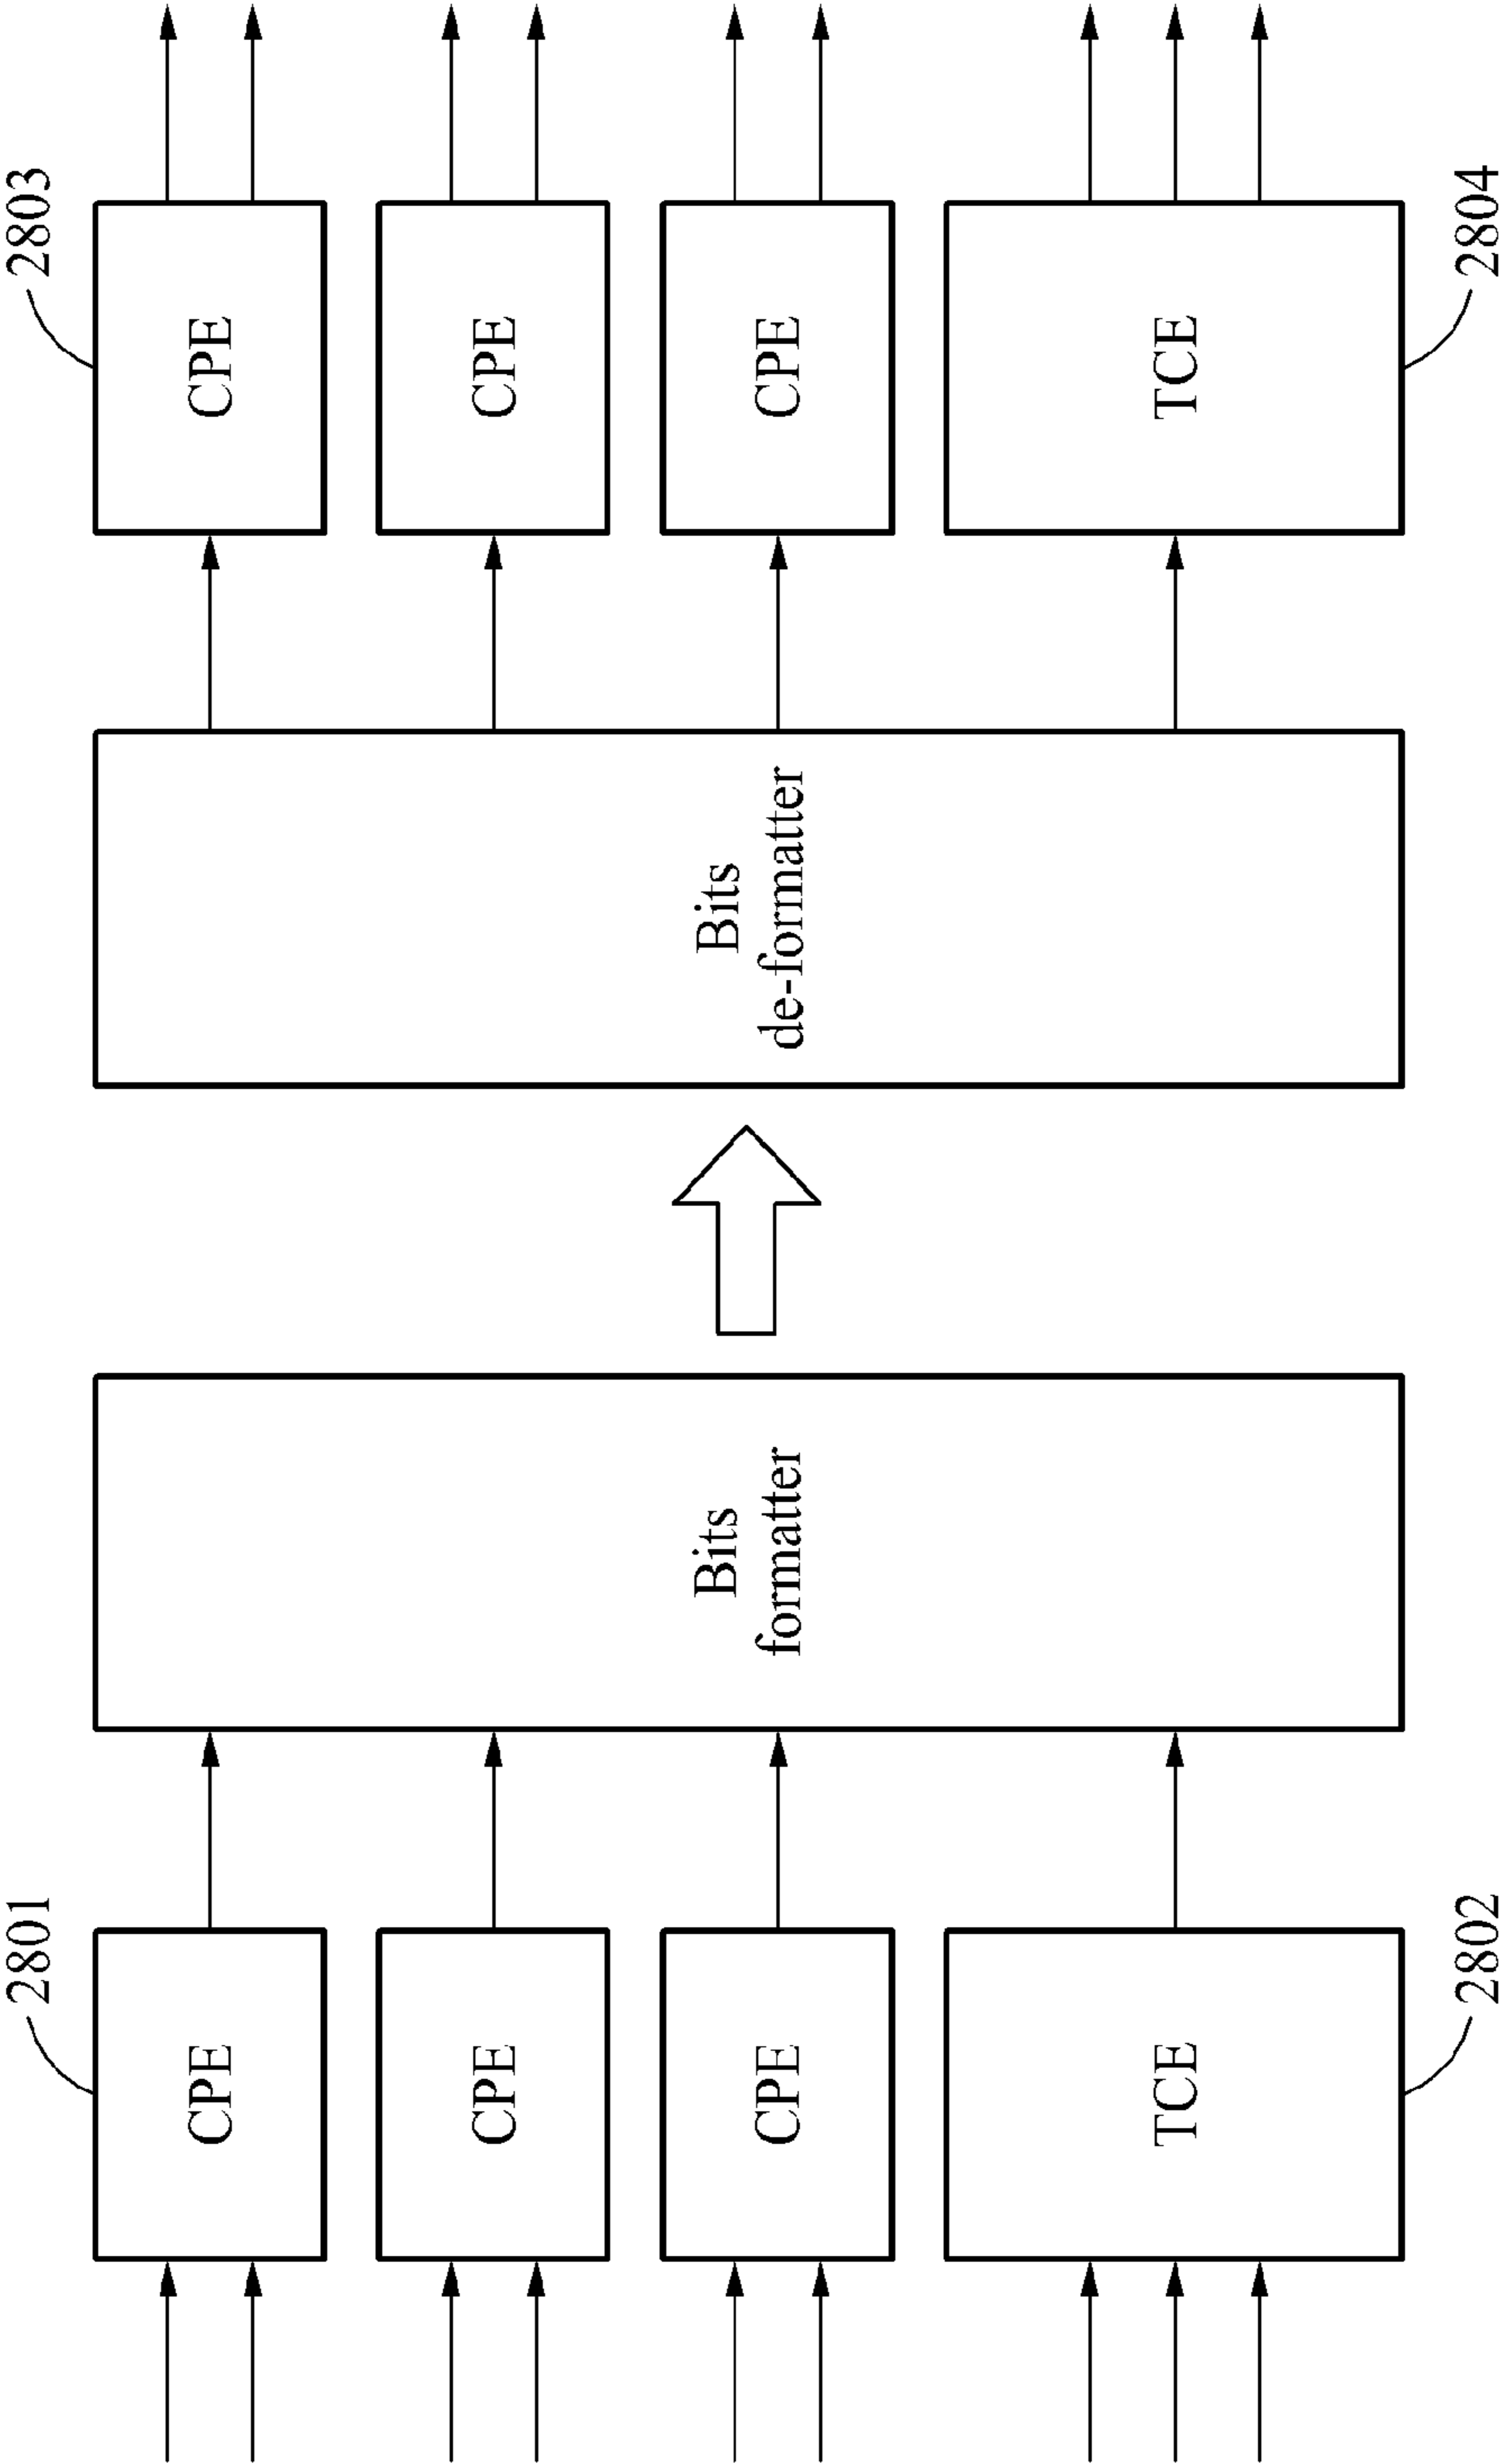 2801
CPE
CPE
CPE
TCE
2802
Bits
formatter
Bits
de-formatter
2803
CPE
CPE
CPE
TCE
2804